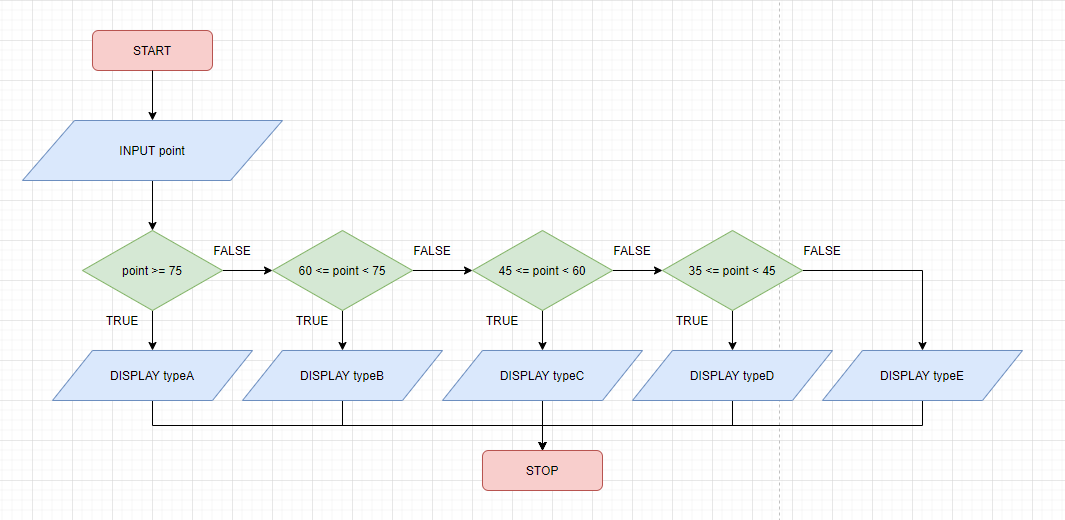 START
INPUT point
point >= 75
FALSE
60 <= point < 75
FALSE
45 <= point < 60
FALSE
35 <= point < 45
FALSE
TRUE
TRUE
TRUE
TRUE
DISPLAY typeA
DISPLAY typeB
DISPLAY typeC
DISPLAY typeD
DISPLAY typeE
STOP